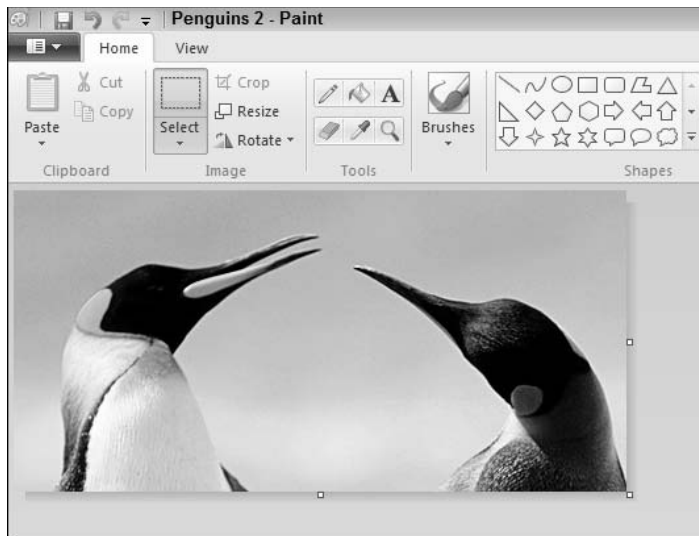 Penguins 2 - Paint
Home View
Cut
Copy
Paste
Clipboard
Select
Crop
Resize
Rotate
Image
A
Tools
Brushes
Shapes